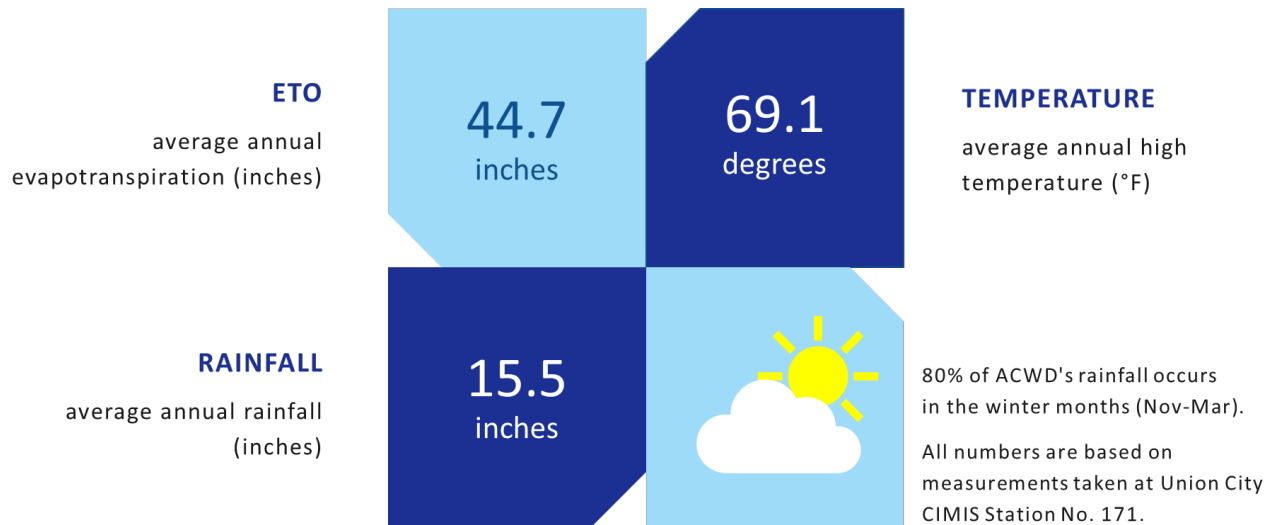 ETO
average annual
evapotranspiration (inches)
44.7
inches
69.1
degrees
TEMPERATURE
average annual high
temperature (°F)
RAINFALL
average annual rainfall
(inches)
15.5
inches
80% of ACWD's rainfall occurs
in the winter months (Nov-Mar).
All numbers are based on
measurements taken at Union City
CIMIS Station No. 171.